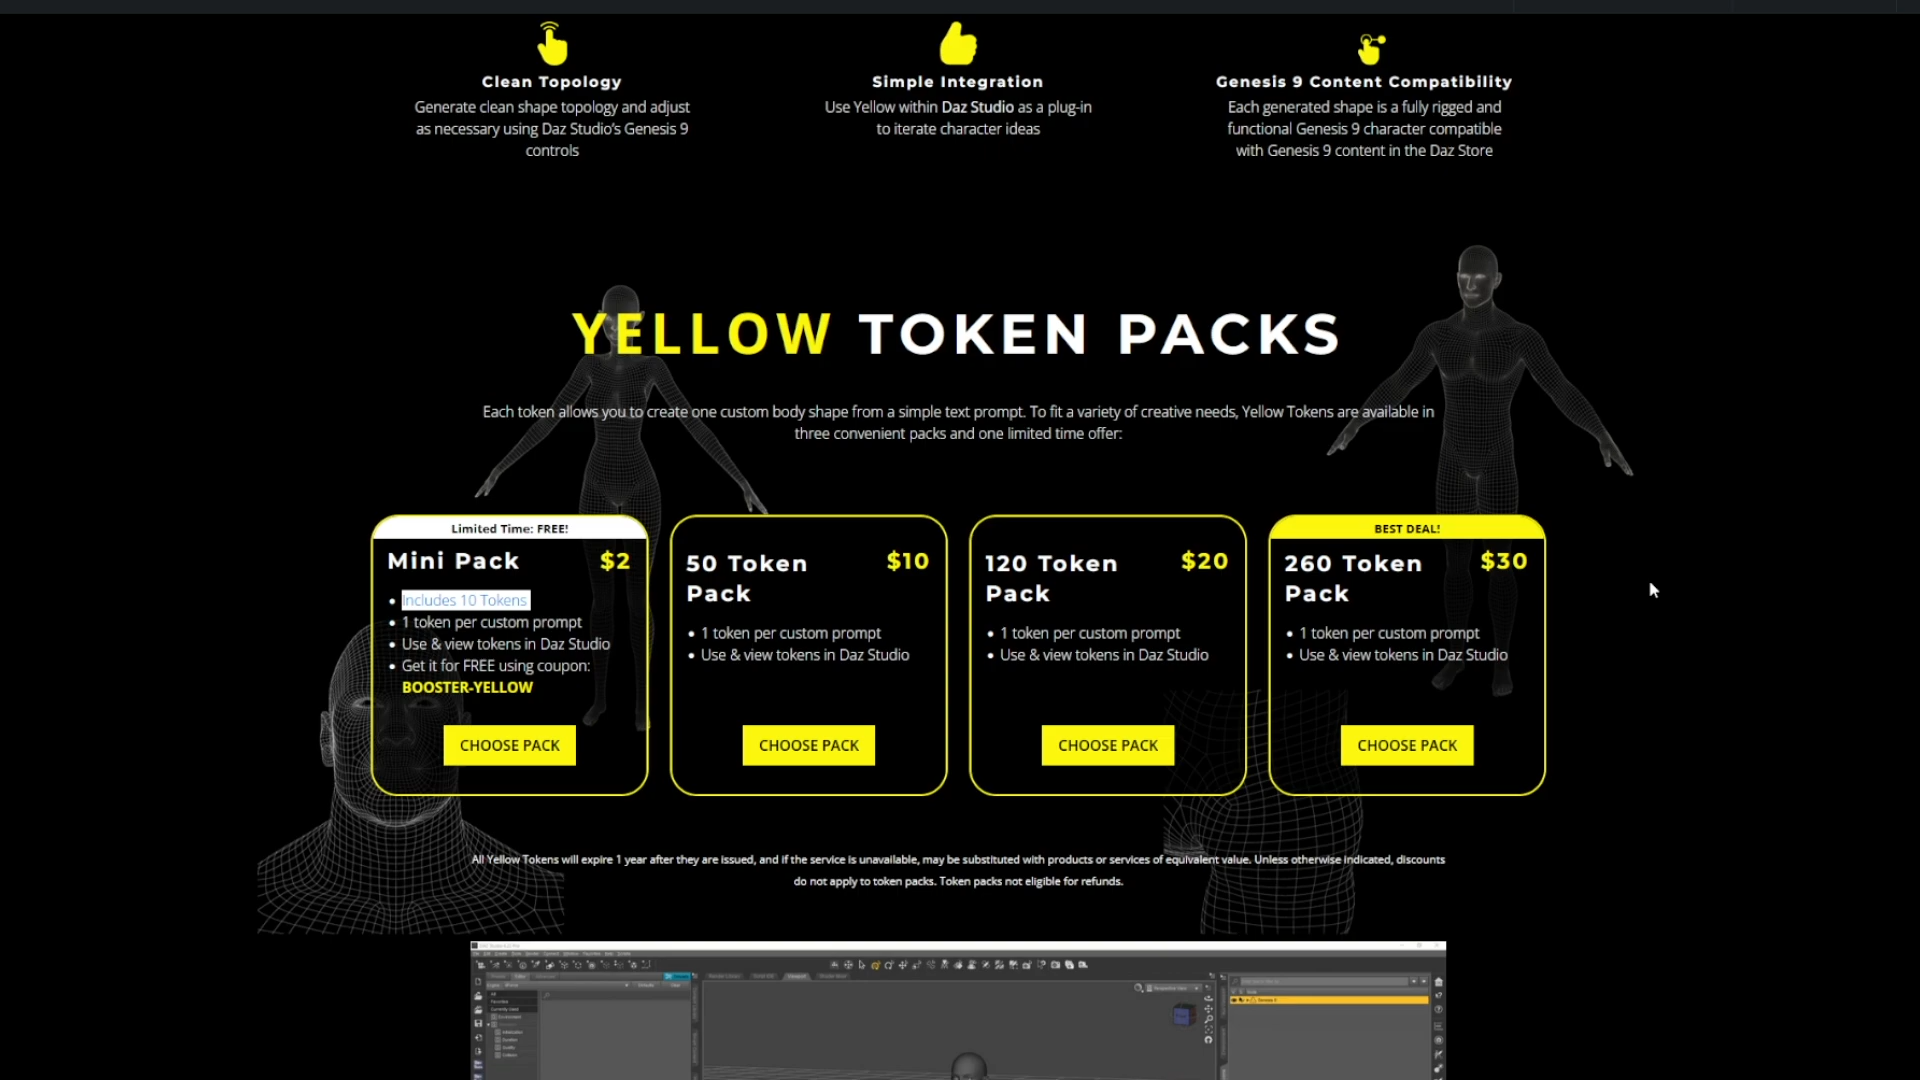 Clean Topology
Generate clean shape topology and adjust
as necessary using Daz Studio's Genesis 9
controls
Simple Integration
Use Yellow within Daz Studio as a plug-in
to iterate character ideas
Genesis 9 Content Compatibility
Each generated shape is a fully rigged and
functional Genesis 9 character compatible
with Genesis 9 content in the Daz Store
YELLOW TOKEN PACKS
Each token allows you to create one custom body shape from a simple text prompt. To fit a variety of creative needs, Yellow Tokens are available in
three convenient packs and one limited time offer:
Limited Time: FREE!
Mini Pack $2
• Includes 10 Tokens
• 1 token per custom prompt
• Use & view tokens in Daz Studio
• Get it for FREE using coupon:
BOOSTER-YELLOW
CHOOSE PACK
50 Token $10
Pack
• 1 token per custom prompt
• Use & view tokens in Daz Studio
CHOOSE PACK
120 Token $20
Pack
• 1 token per custom prompt
• Use & view tokens in Daz Studio
CHOOSE PACK
BEST DEAL!
260 Token $30
Pack
• 1 token per custom prompt
• Use & view tokens in Daz Studio
CHOOSE PACK
All Yellow Tokens will expire 1 year after they are issued, and if the service is unavailable, may be substituted with products or services of equivalent value. Unless otherwise indicated, discounts
do not apply to token packs. Token packs not eligible for refunds.